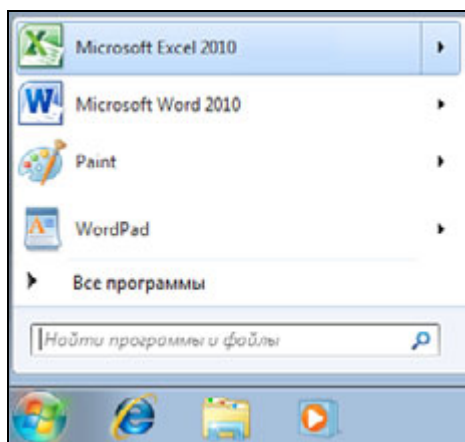 Microsoft Excel 2010
Microsoft Word 2010
Paint
WordPad
Все программы
Найти программы и файлы